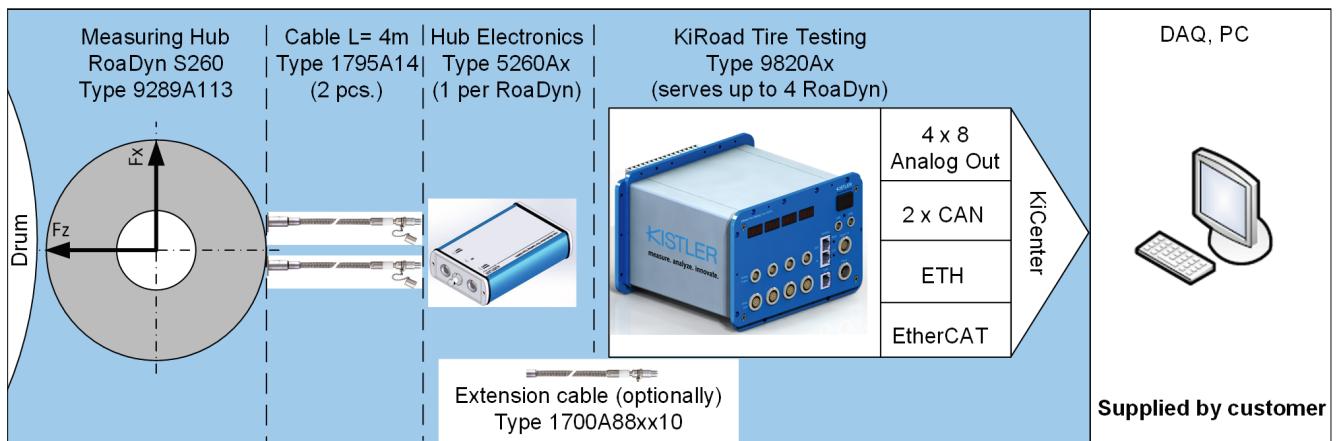 Measuring Hub
RoaDyn S260
Type 9289A113
Cable L= 4m
Type 1795A14
(2 pcs.)
Hub Electronics
Type 5260Ax
(1 per RoaDyn)
KiRoad Tire Testing
Type 9820Ax
(serves up to 4 RoaDyn)
DAQ, PC
Drum
Fx
Fz
KISTLER
measure. analyze. innovate.
KISTLER
4 x 8
Analog Out
2 x CAN
ETH
EtherCAT
KiCenter
Extension cable (optionally)
Type 1700A88xx10
Supplied by customer